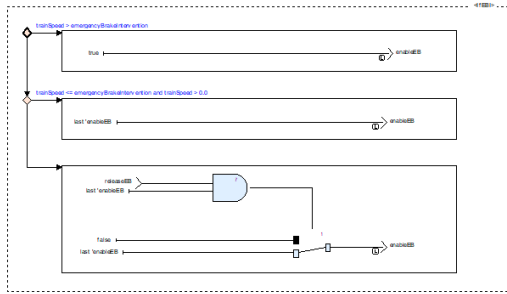 trainSpeed > emergencyBrakeIntervention
true
enableEB
L
trainSpeed <= emergencyBrakeIntervention and trainSpeed > 0.0
last 'enableEB
enableEB
L
releaseEB
last 'enableEB
false
1
last 'enableEB
enableEB
L